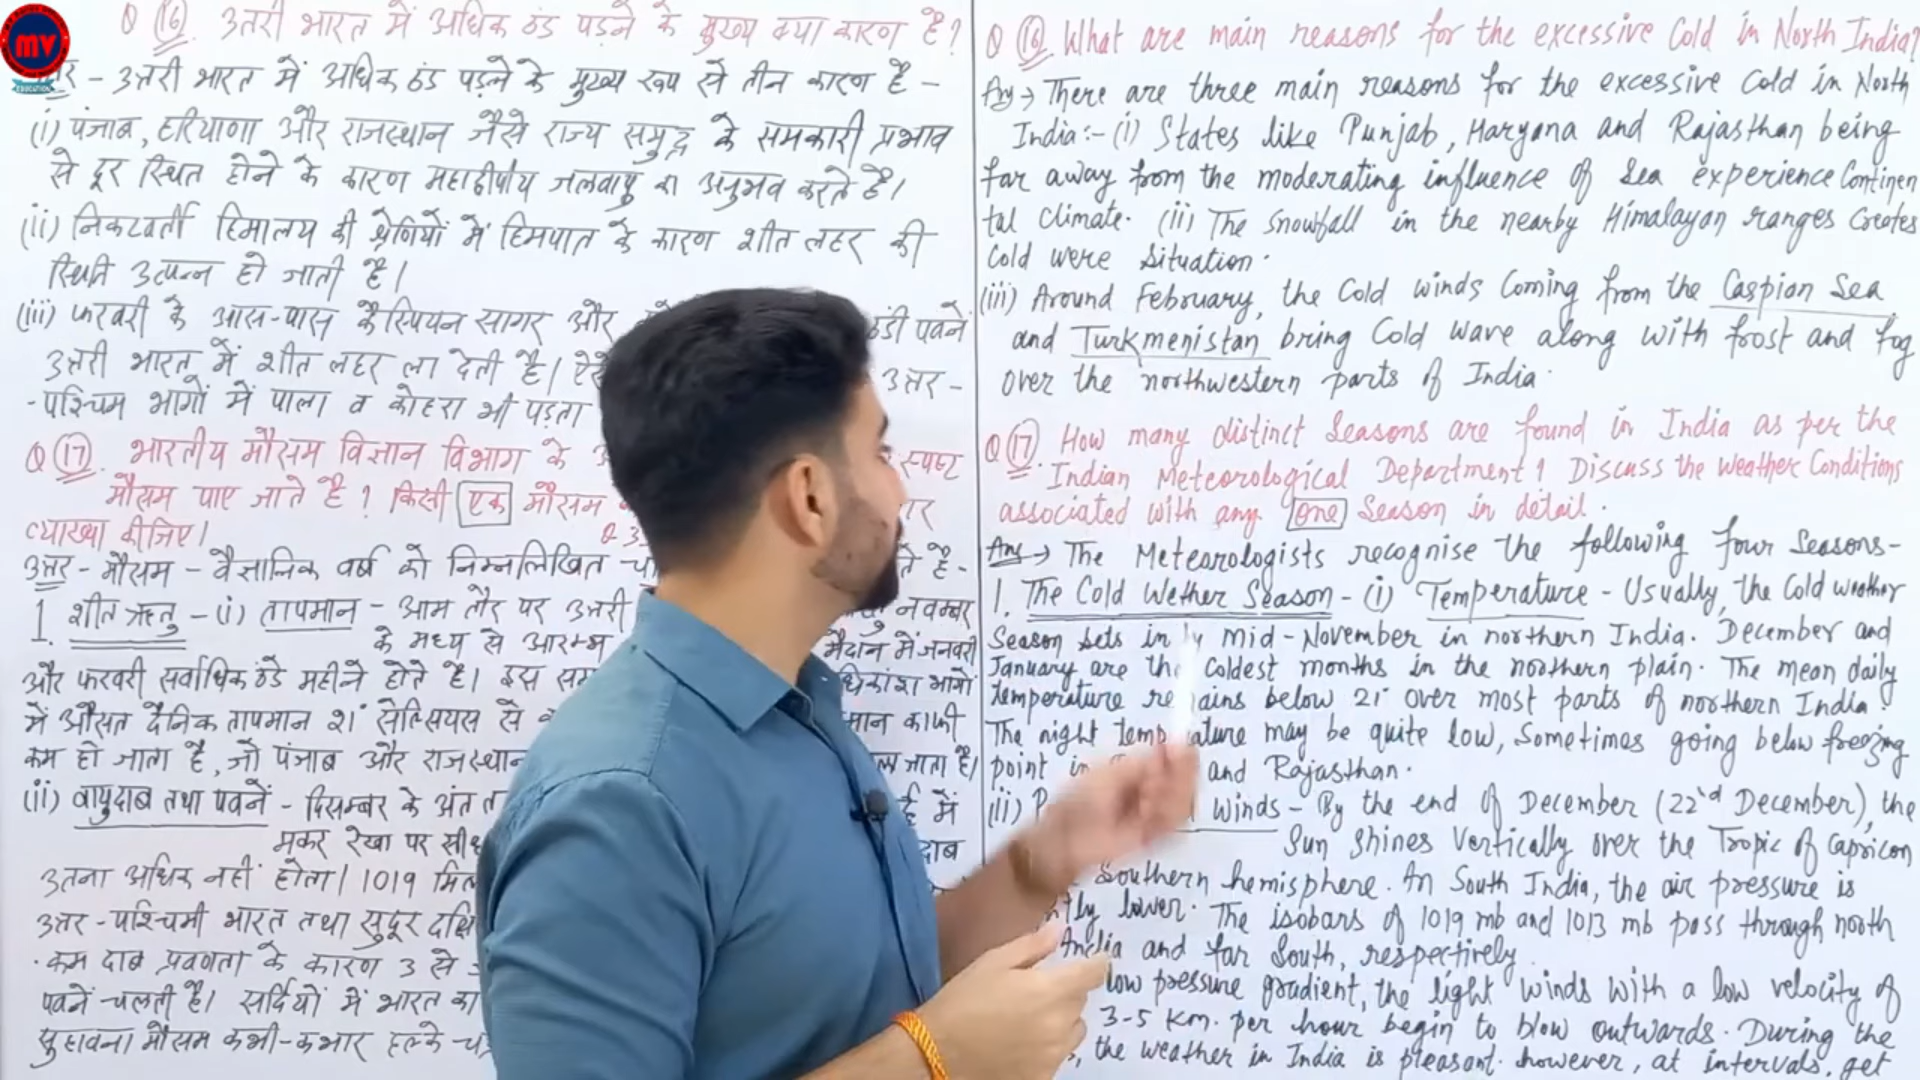 mv
EDUCATION
Q (16). उतरी भारत में अधिक ठंड पड़ने के मुख्य क्या कारण है?
उत्तरी भारत में अधिक ठंड पड़ने के मुख्य रूप से तीन कारण है -
(i) पंजाब, हरियाणा और राजस्थान जैसे राज्य समुद्र के समकारी प्रभाव
से दूर स्थित होने के कारण महाद्वीपीय जलवायु का अनुभव करते है।
(ii) निकटवर्ती हिमालय की श्रेणियों में हिमपात के कारण शीत लहर की
स्थिति उत्पन्न हो जाती है।
(iii) फरवरी के आस-पास कैस्पियन सागर और ठंडी पवनें
उत्तरी भारत में शीत लहर ला देती है। उत्तर-
-पश्चिम भागों में पाला व कोहरा भी पड़ता
Q (17). भारतीय मौसम विज्ञान विभाग के स्पष्ट
मौसम पाए जाते है? किसी एक मौसम
व्याख्या कीजिए।
उत्तर - मौसम - वैज्ञानिक वर्ष को निम्नलिखित
1. शीत ऋतु - (i) तापमान - आम तौर पर उत्तरी नवम्बर
के मध्य से आरम्भ मैदान में जनवरी
और फरवरी सर्वाधिक ठंडे महीने होते है। इस
में औसत दैनिक तापमान 21° सेल्सियस से काफी
कम हो जाता है, जो पंजाब और राजस्थान जाता है।
(ii) वायुदाब तथा पवनें - दिसम्बर के अंत में
मकर रेखा पर
उतना अधिक नहीं होता। 1019
उत्तर-पश्चिमी भारत तथा सुदूर
कम दाब प्रवणता के कारण 3 से
पवनें चलती है। सर्दियों में भारत का
सुहावना मौसम कभी-कभार हल्के
Q (16). What are main reasons for the excessive Cold in North India?
Ans → There are three main reasons for the excessive Cold in North
India:- (i) States like Punjab, Haryana and Rajasthan being
far away from the moderating influence of Sea experience Continen
tal climate. (ii) The snowfall in the nearby Himalayan ranges Creates
Cold were situation.
(iii) Around February, the Cold winds Coming from the Caspian Sea
and Turkmenistan bring Cold wave along with frost and fog
over the northwestern parts of India.
Q (17). How many distinct Seasons are found in India as per the
Indian Meteorological Department? Discuss the weather Conditions
associated with any one Season in detail.
Ans → The Meteorologists recognise the following four Seasons-
1. The Cold Wether Season - (i) Temperature - Usually, the Cold weather
Season sets in by mid-November in northern India. December and
January are the Coldest months in the northern plain. The mean daily
temperature below 21° over most parts of northern India.
The night may be quite low, Sometimes going below freezing
point in and Rajasthan.
(ii) Winds - By the end of December (22nd December), the
Sun shines Vertically over the Tropic of Capricon
Southern hemisphere. In South India, the air pressure is
lower. The isobars of 1019 mb and 1013 mb pass through north
India and far South, respectively.
low pressure gradient, the light winds with a low velocity of
3-5 Km. per hour begin to blow outwards. During the
the weather in India is pleasant. however, at intervals, get